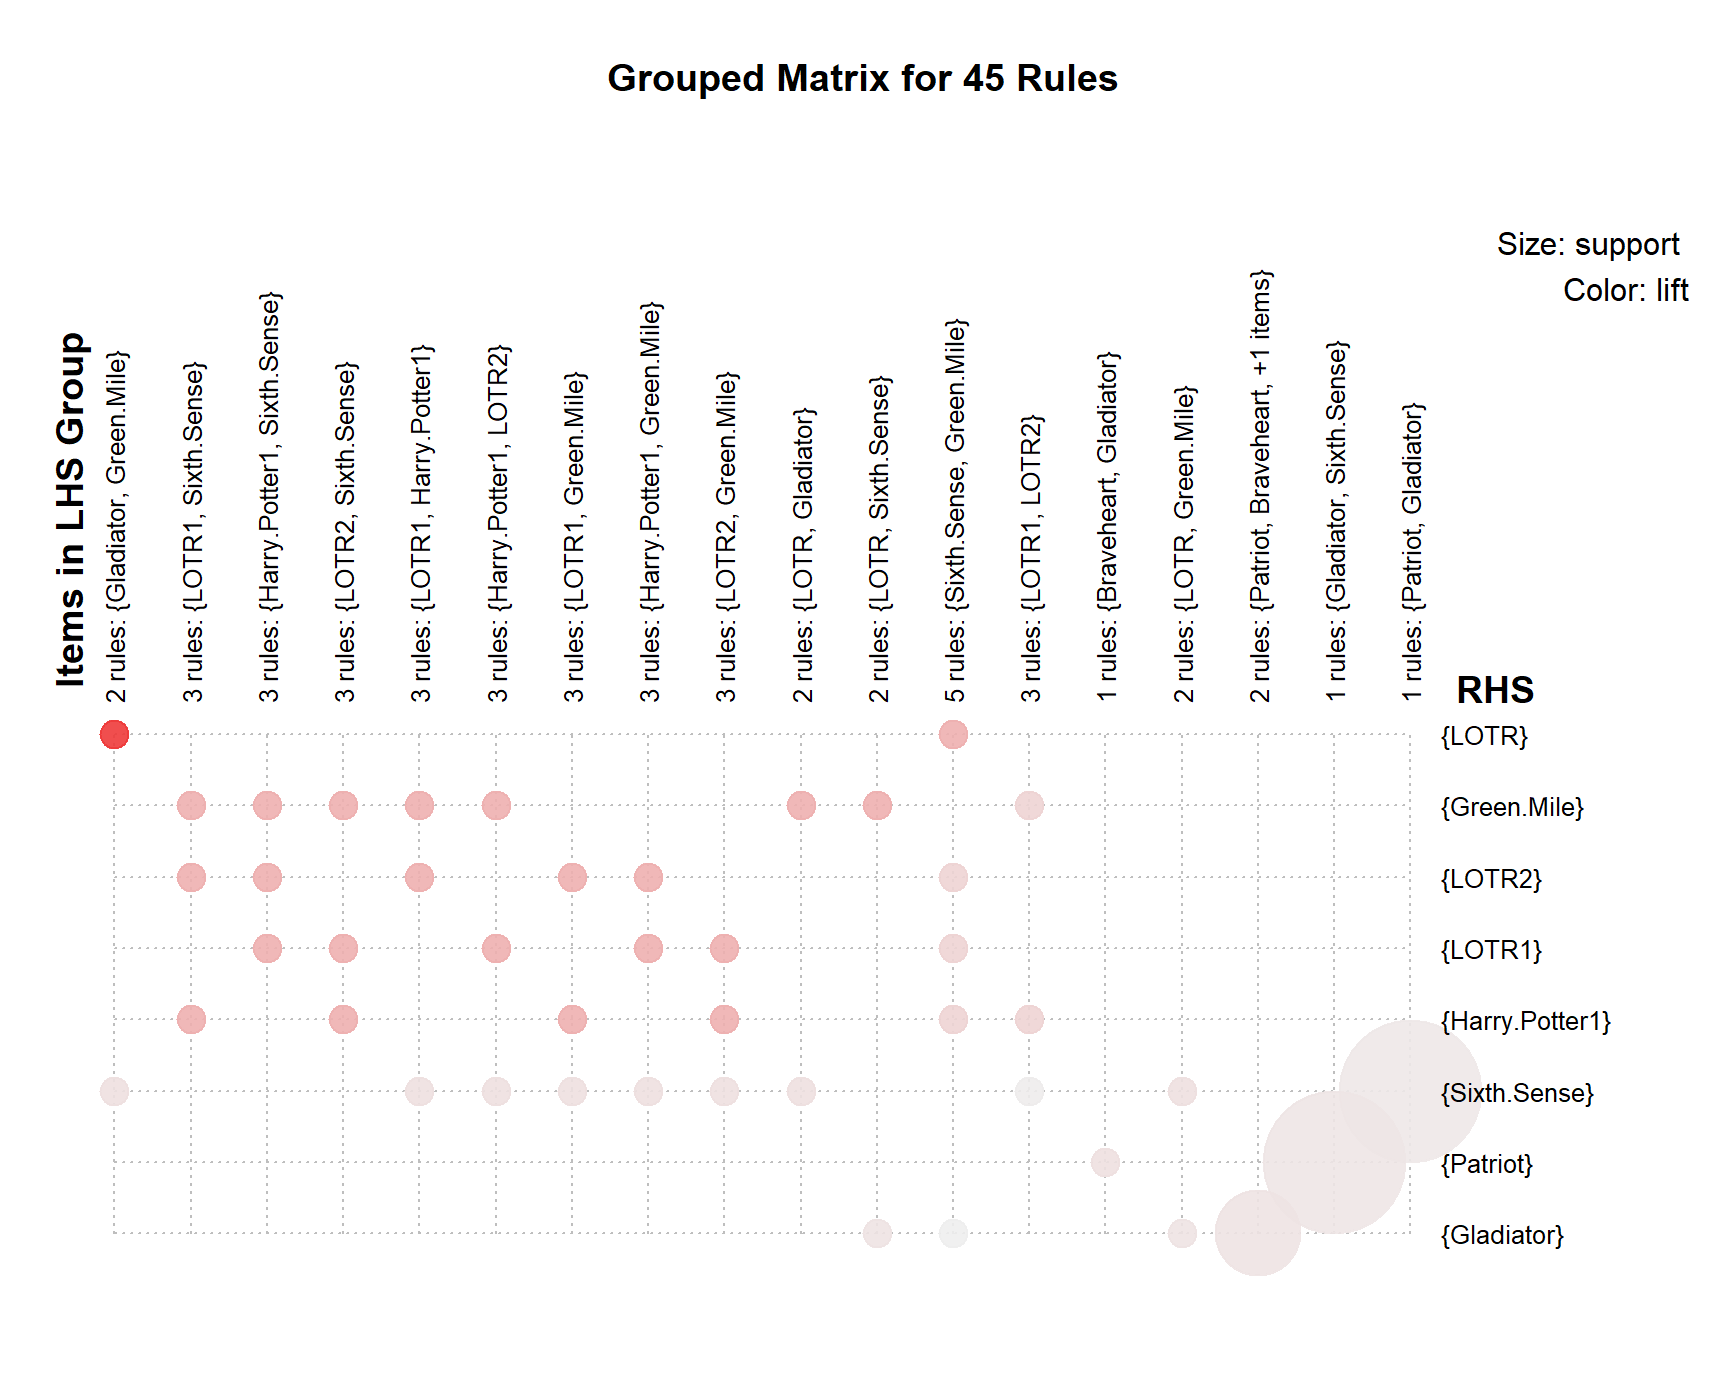 Grouped Matrix for 45 Rules
Size: support
Color: lift
Items in LHS Group
2 rules: {Gladiator, Green.Mile}
3 rules: {LOTR1, Sixth.Sense}
3 rules: {Harry.Potter1, Sixth.Sense}
3 rules: {LOTR2, Sixth.Sense}
3 rules: {LOTR1, Harry.Potter1}
3 rules: {Harry.Potter1, LOTR2}
3 rules: {LOTR1, Green.Mile}
3 rules: {Harry.Potter1, Green.Mile}
3 rules: {LOTR2, Green.Mile}
2 rules: {LOTR, Gladiator}
2 rules: {LOTR, Sixth.Sense}
5 rules: {Sixth.Sense, Green.Mile}
3 rules: {LOTR1, LOTR2}
1 rules: {Braveheart, Gladiator}
2 rules: {LOTR, Green.Mile}
2 rules: {Patriot, Braveheart, +1 items}
1 rules: {Gladiator, Sixth.Sense}
1 rules: {Patriot, Gladiator}
RHS
{LOTR}
{Green.Mile}
{LOTR2}
{LOTR1}
{Harry.Potter1}
{Sixth.Sense}
{Patriot}
{Gladiator}